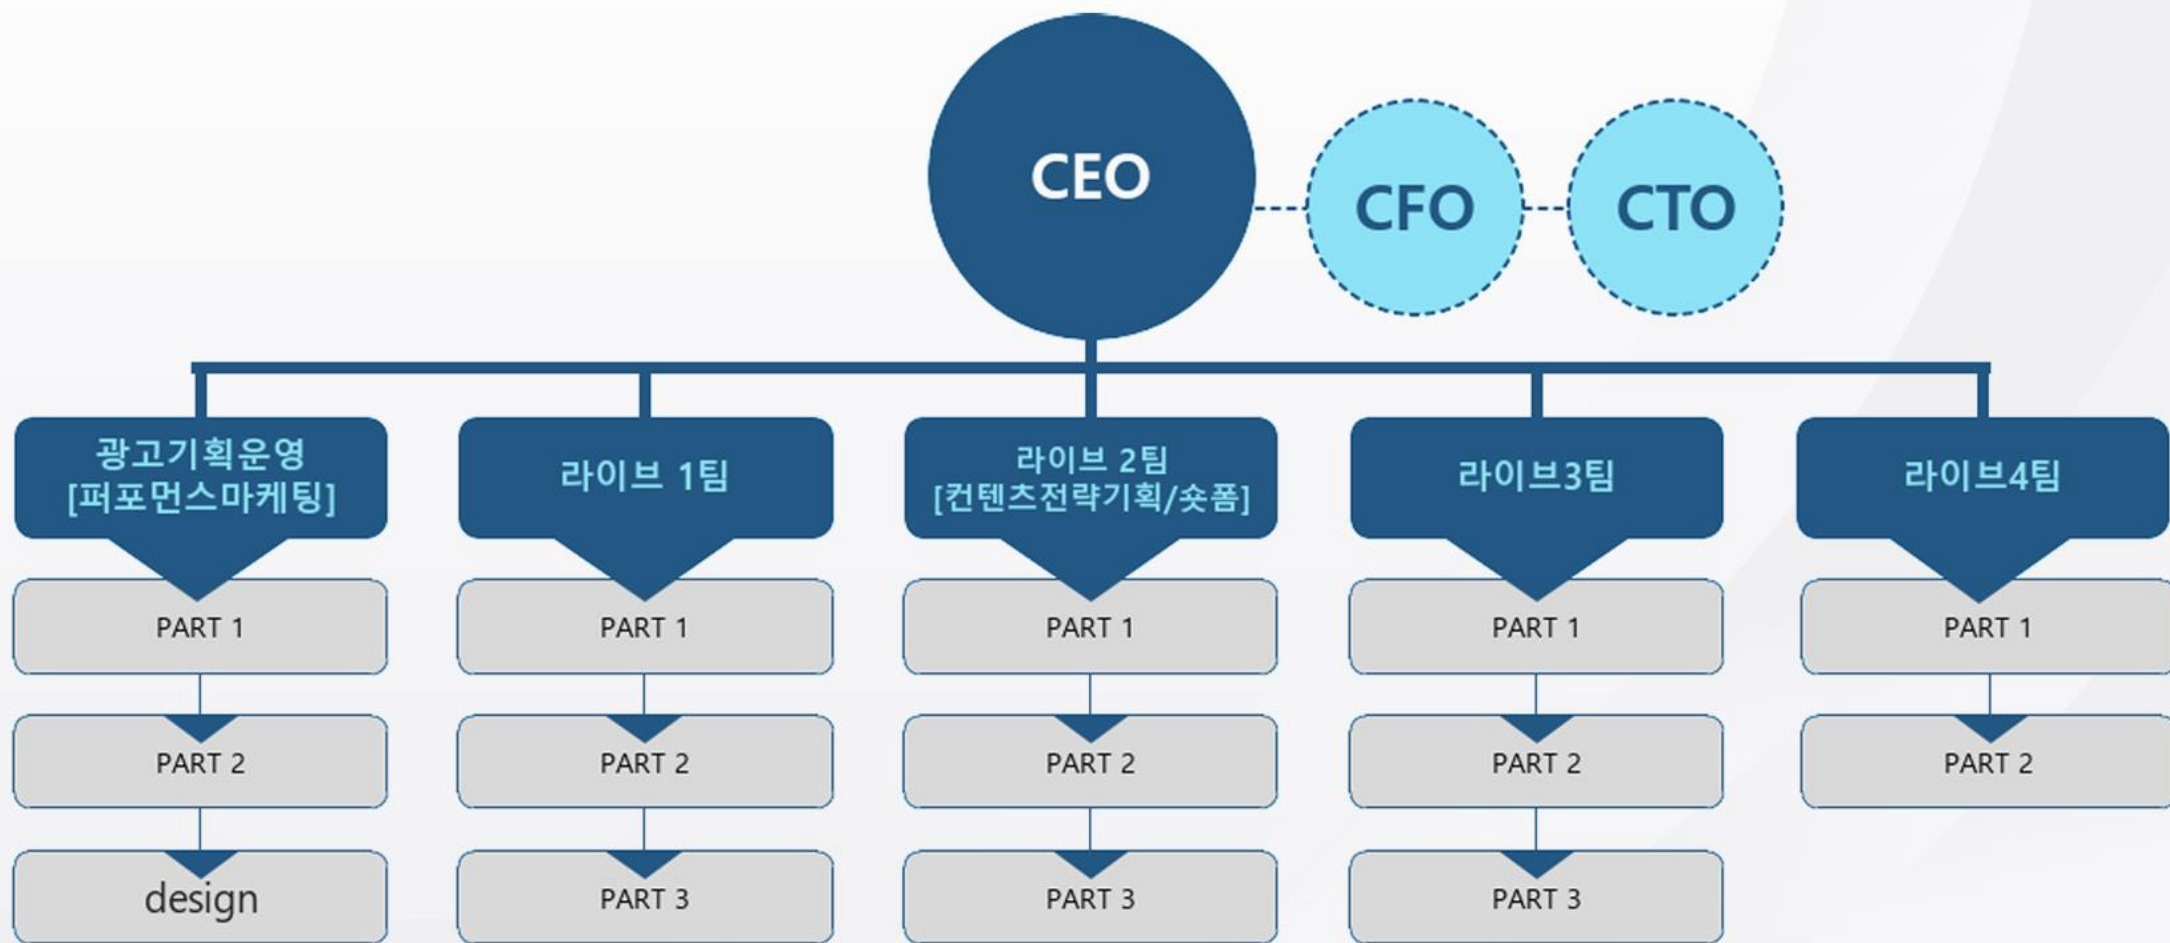 CEO
CFO
CTO
광고기획운영
[퍼포먼스마케팅]
라이브 1팀
라이브 2팀
[컨텐츠전략기획/숏폼]
라이브3팀
라이브4팀
PART 1
PART 1
PART 1
PART 1
PART 1
PART 2
PART 2
PART 2
PART 2
PART 2
design
PART 3
PART 3
PART 3